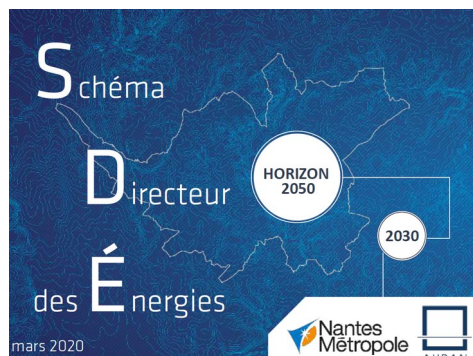 Schéma
Directeur
des Énergies
HORIZON
2050
2030
mars 2020
Nantes
Métropole